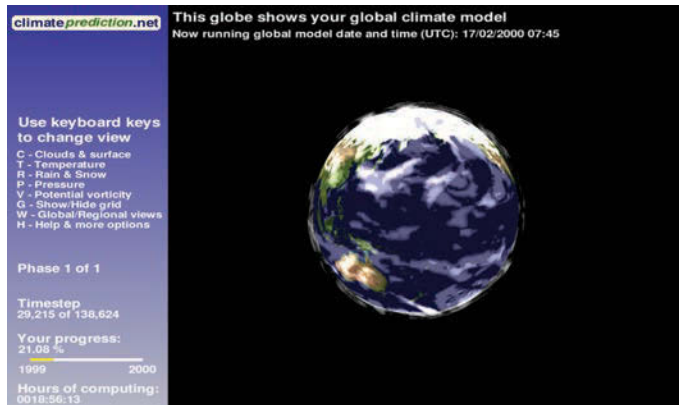 climateprediction.net
This globe shows your global climate model
Now running global model date and time (UTC): 17/02/2000 07:45
Use keyboard keys
to change view
C - Clouds & surface
T - Temperature
R - Rain & Snow
P - Pressure
V - Potential vorticity
G - Show/Hide grid
W - Global/Regional views
H - Help & more options
Phase 1 of 1
Timestep
29,215 of 138,624
Your progress:
21.08 %
1999 2000
Hours of computing:
0018:56:13